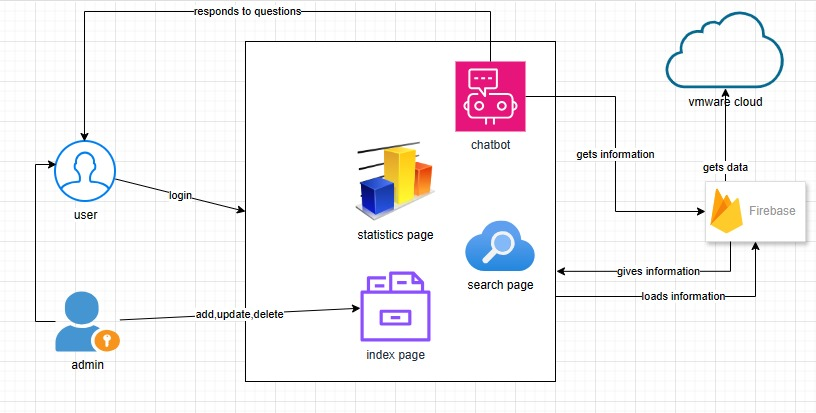 responds to questions
vmware cloud
chatbot
gets information
gets data
user
login
Firebase
statistics page
search page
gives information
loads information
add,update,delete
index page
admin